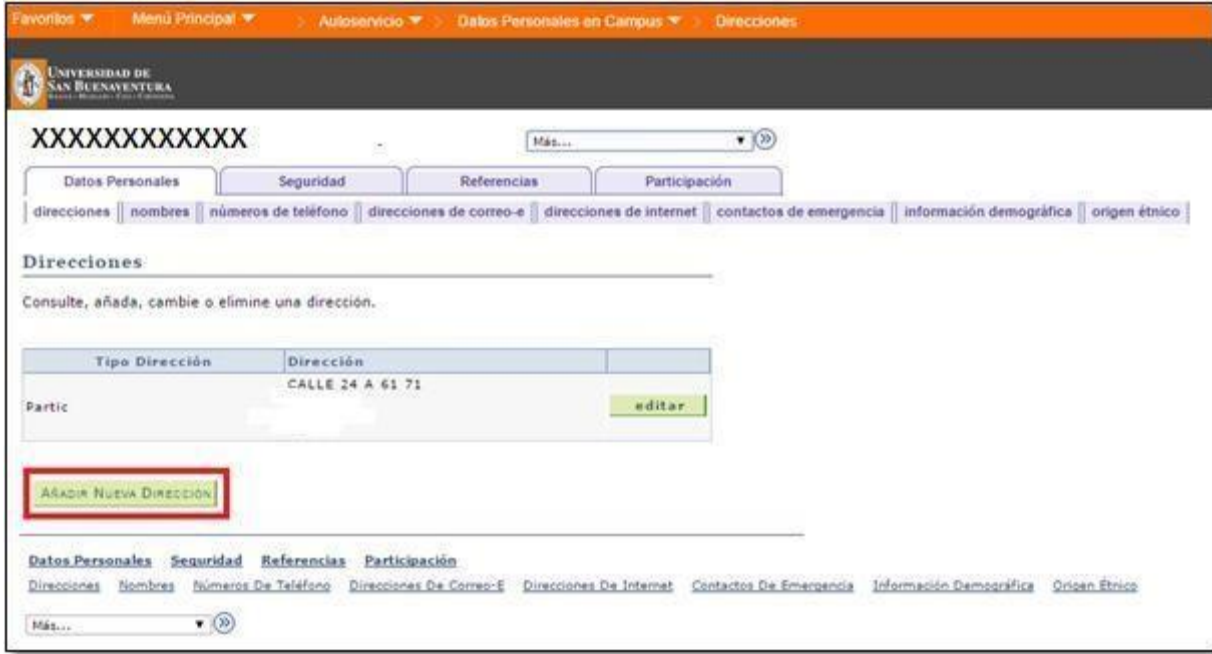 Favoritos Menú Principal > Autoservicio > Datos Personales en Campus > Direcciones
UNIVERSIDAD DE
SAN BUENAVENTURA
XXXXXXXXXXXX Más...
Datos Personales Seguridad Referencias Participación
direcciones nombres números de teléfono direcciones de correo-e direcciones de internet contactos de emergencia información demográfica origen étnico
Direcciones
Consulte, añada, cambie o elimine una dirección.
Tipo Dirección Dirección
CALLE 24 A 61 71
Partic editar
AÑADIR NUEVA DIRECCIÓN
Datos Personales Seguridad Referencias Participación
Direcciones Nombres Números De Teléfono Direcciones De Correo-E Direcciones De Internet Contactos De Emergencia Información Demográfica Origen Étnico
Más...